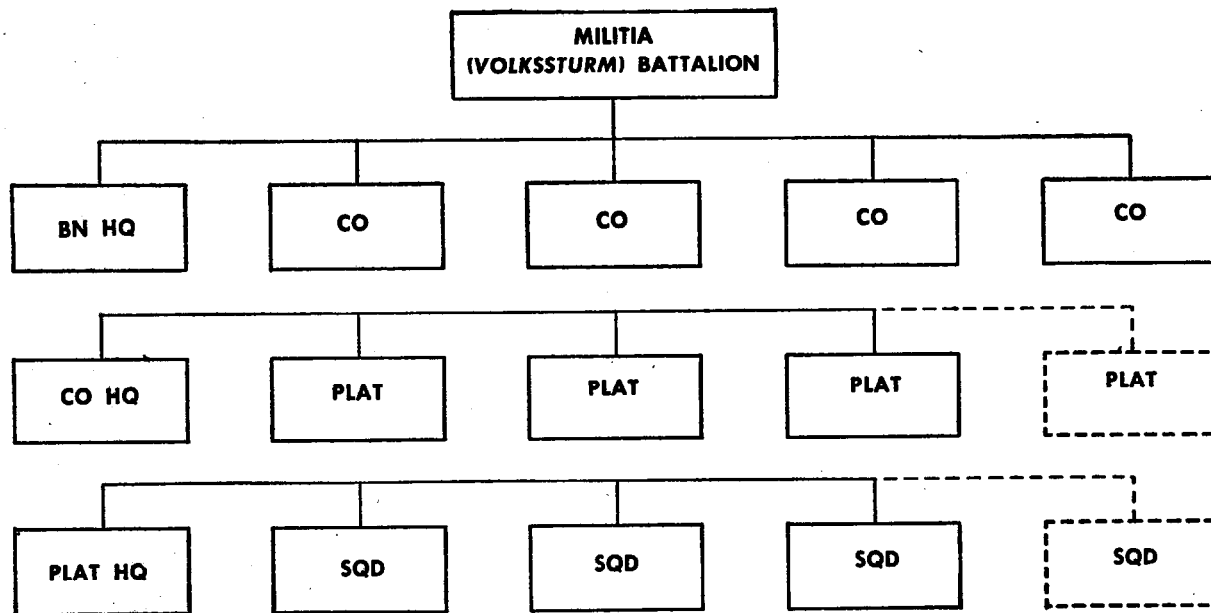 MILITIA
(VOLKSSTURM) BATTALION
BN HQ
CO
CO
CO
CO
CO HQ
PLAT
PLAT
PLAT
PLAT
PLAT HQ
SQD
SQD
SQD
SQD